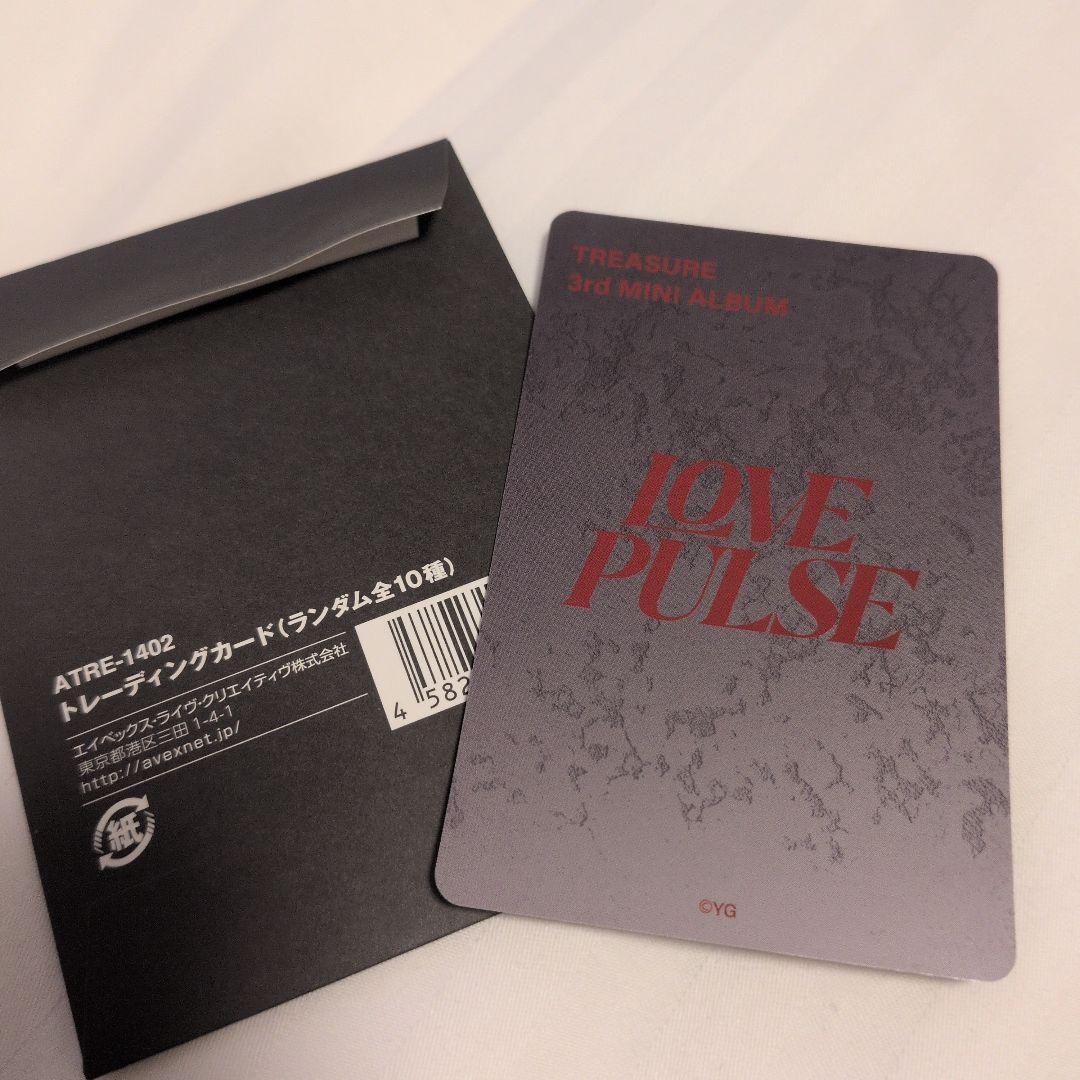 ATRE-1402
トレーディングカード(ランダム全10種)
エイベックス・ライヴ・クリエイティヴ株式会社
東京都港区三田 1-4-1
http://avexnet.jp/
紙
4 582
TREASURE
3rd MINI ALBUM
LOVE
PULSE
©YG